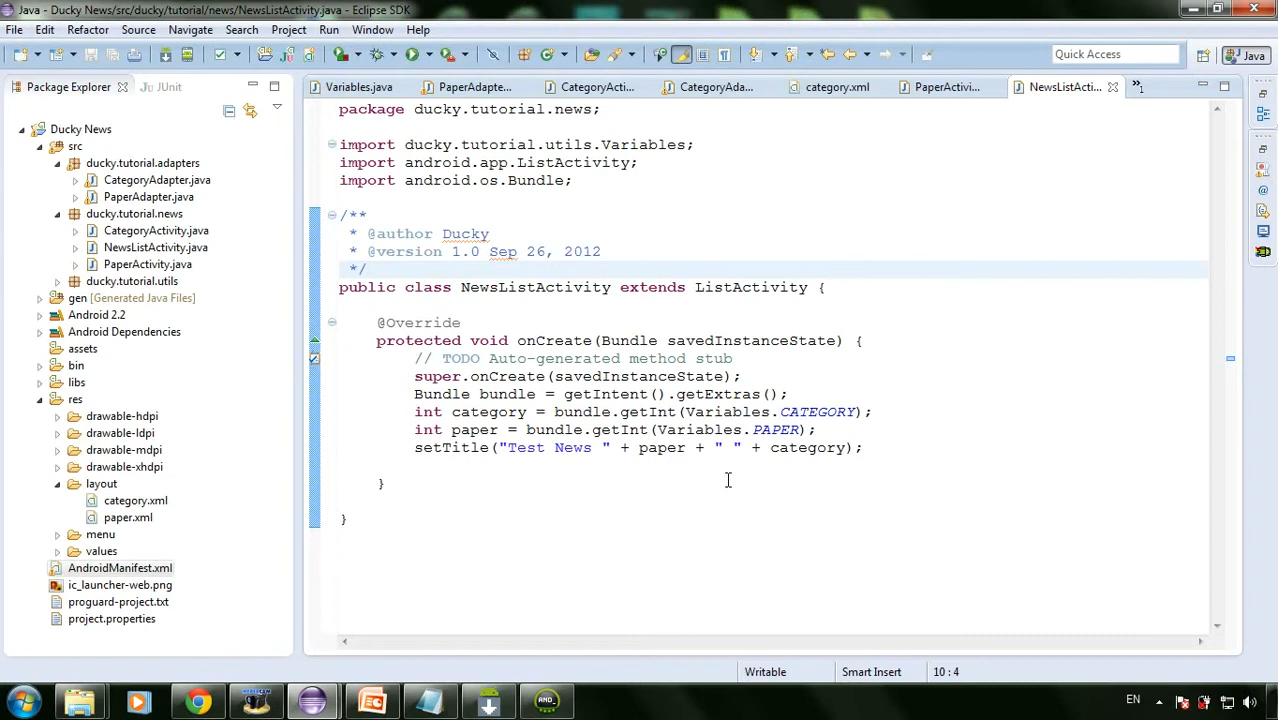 Java - Ducky News/src/ducky/tutorial/news/NewsListActivity.java - Eclipse SDK
File Edit Refactor Source Navigate Search Project Run Window Help
Quick Access
Java
Package Explorer
JUnit
Variables.java
PaperAdapte...
CategoryActi...
CategoryAda...
category.xml
PaperActivi...
NewsListActi...
»1
Ducky News
src
ducky.tutorial.adapters
CategoryAdapter.java
PaperAdapter.java
ducky.tutorial.news
CategoryActivity.java
NewsListActivity.java
PaperActivity.java
ducky.tutorial.utils
gen [Generated Java Files]
Android 2.2
Android Dependencies
assets
bin
libs
res
drawable-hdpi
drawable-ldpi
drawable-mdpi
drawable-xhdpi
layout
category.xml
paper.xml
menu
values
AndroidManifest.xml
ic_launcher-web.png
proguard-project.txt
project.properties
package ducky.tutorial.news;
import ducky.tutorial.utils.Variables;
import android.app.ListActivity;
import android.os.Bundle;
/**
* @author Ducky
* @version 1.0 Sep 26, 2012
*/
public class NewsListActivity extends ListActivity {
@Override
protected void onCreate(Bundle savedInstanceState) {
// TODO Auto-generated method stub
super.onCreate(savedInstanceState);
Bundle bundle = getIntent().getExtras();
int category = bundle.getInt(Variables.CATEGORY);
int paper = bundle.getInt(Variables.PAPER);
setTitle("Test News " + paper + " " + category);
}
}
Writable
Smart Insert
10 : 4
EN